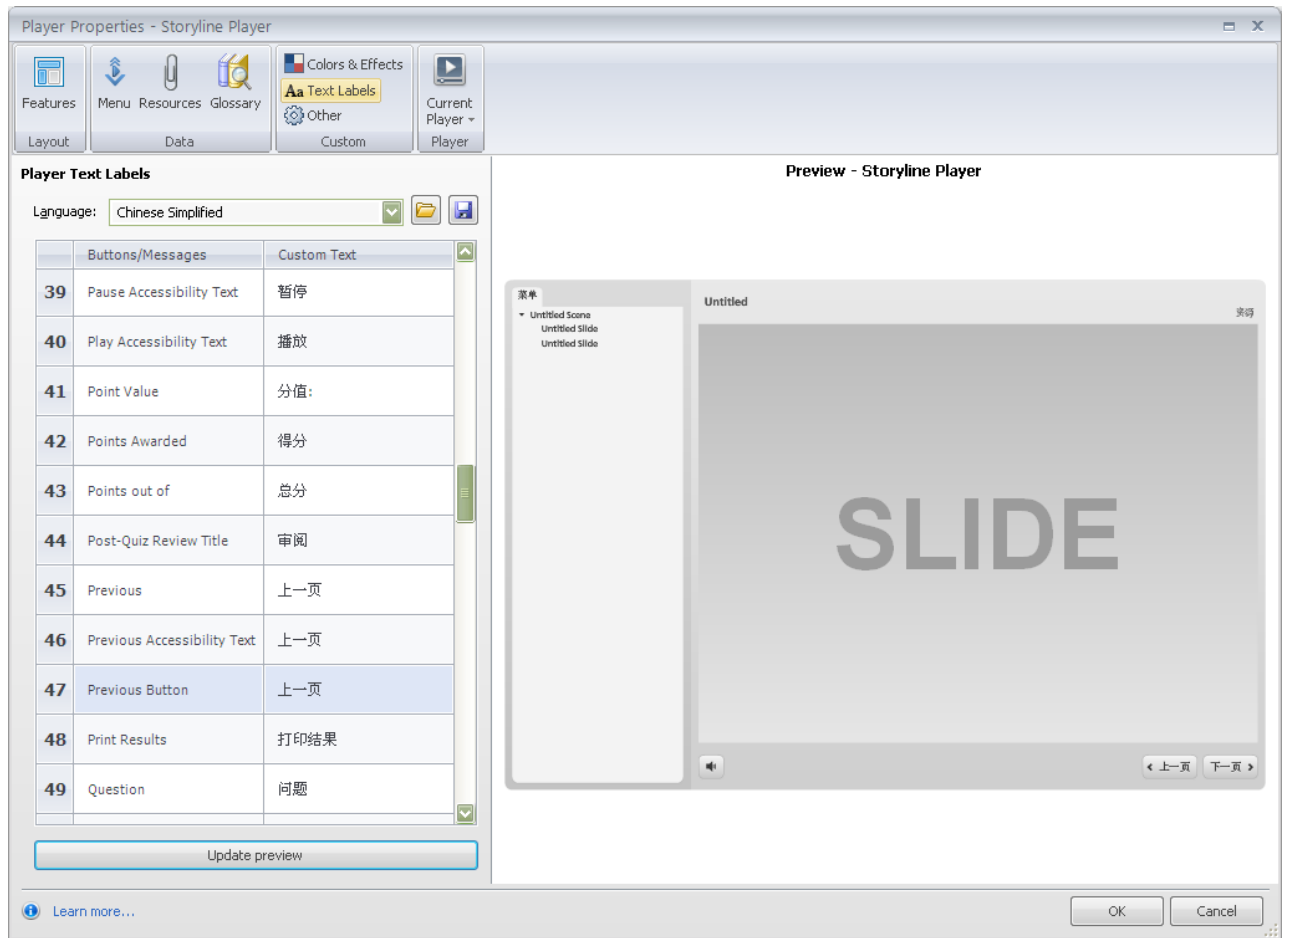 Player Properties - Storyline Player
Features
Menu
Resources
Glossary
Colors & Effects
Aa Text Labels
Other
Current
Player
Layout
Data
Custom
Player
Player Text Labels
Language:
Chinese Simplified
Buttons/Messages Custom Text
39 Pause Accessibility Text 暂停
40 Play Accessibility Text 播放
41 Point Value 分值:
42 Points Awarded 得分
43 Points out of 总分
44 Post-Quiz Review Title 审阅
45 Previous 上一页
46 Previous Accessibility Text 上一页
47 Previous Button 上一页
48 Print Results 打印结果
49 Question 问题
Update preview
Preview - Storyline Player
菜单
Untitled Scene
Untitled Slide
Untitled Slide
Untitled
SLIDE
上一页
下一页
Learn more...
OK
Cancel